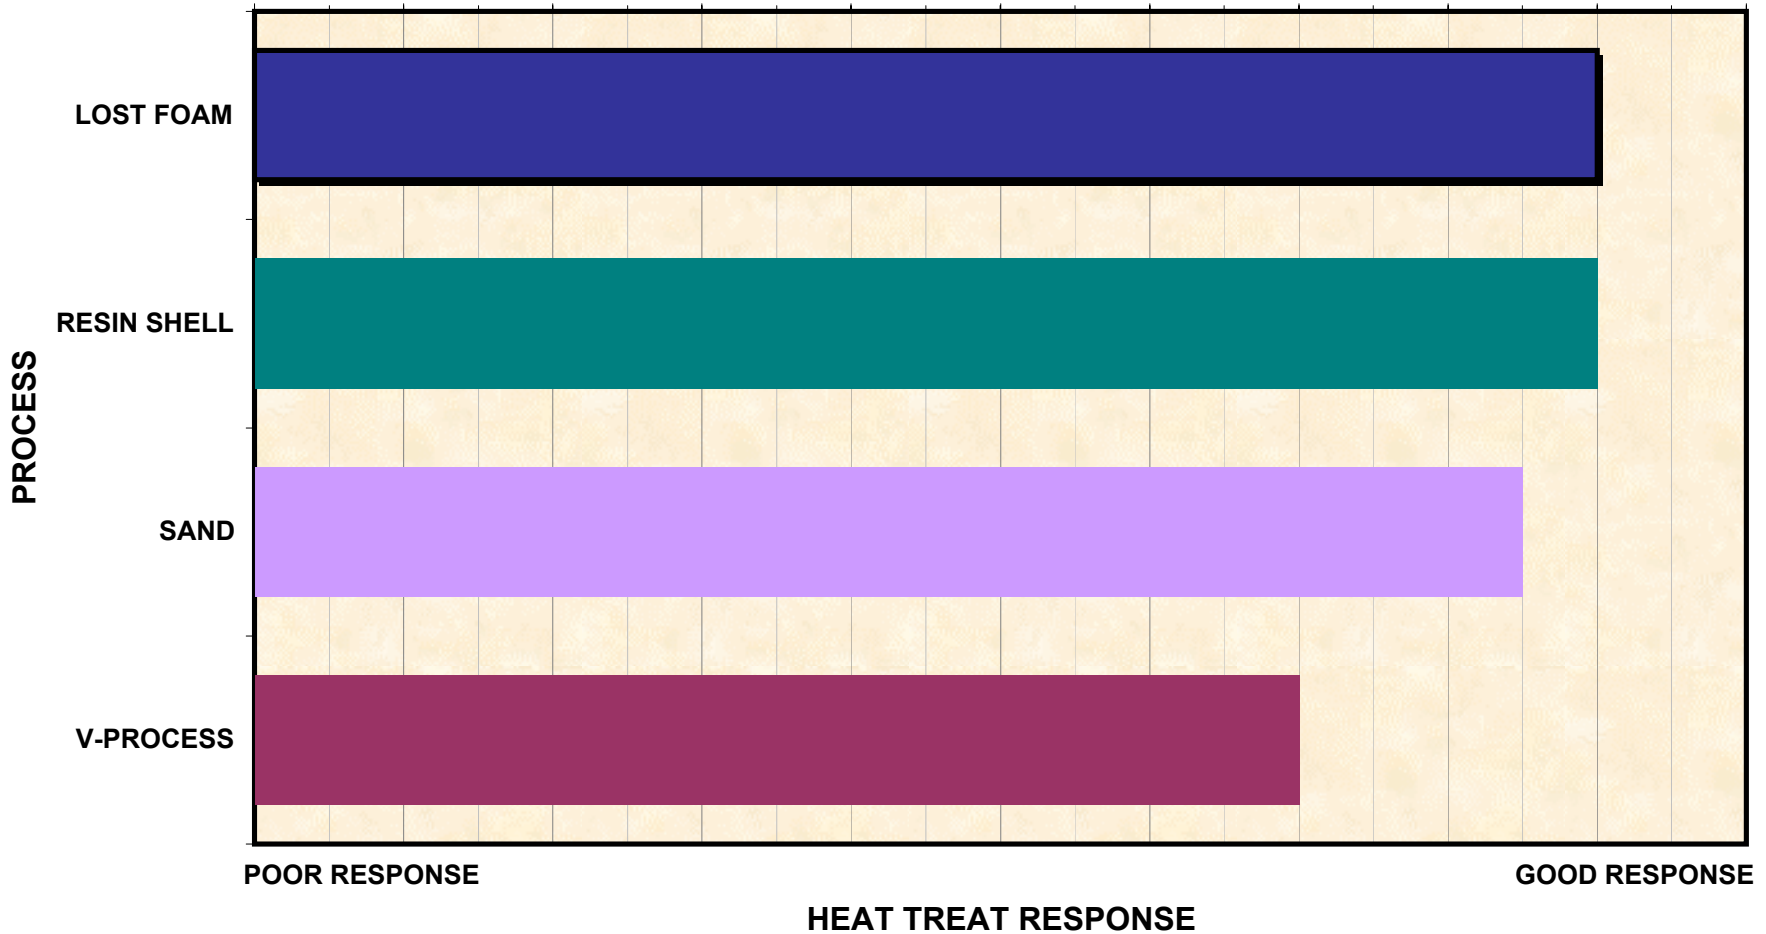 LOST FOAM
RESIN SHELL
SAND
V-PROCESS
PROCESS
POOR RESPONSE
GOOD RESPONSE
HEAT TREAT RESPONSE